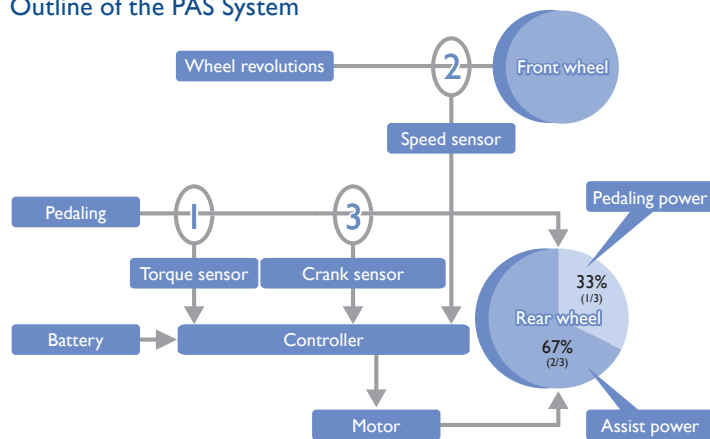 Outline of the PAS System
Wheel revolutions
2
Front wheel
Speed sensor
Pedaling
1
3
Pedaling power
Torque sensor
Crank sensor
33%
(1/3)
Rear wheel
67%
(2/3)
Battery
Controller
Motor
Assist power